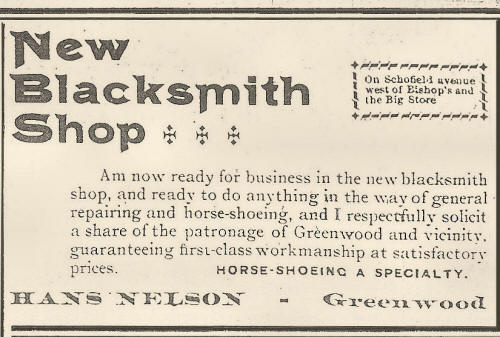 New
Blacksmith
Shop
On Schofield avenue
west of Bishop's and
the Big Store
Am now ready for business in the new blacksmith
shop, and ready to do anything in the way of general
repairing and horse-shoeing, and I respectfully solicit
a share of the patronage of Greenwood and vicinity,
guaranteeing first-class workmanship at satisfactory
prices. HORSE-SHOEING A SPECIALTY.
HANS NELSON - Greenwood